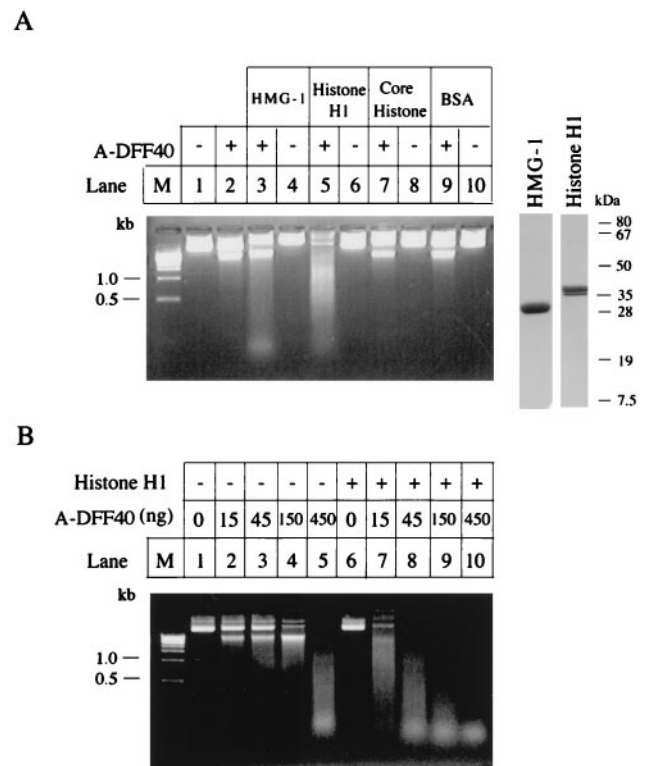 A
HMG-1 Histone H1 Core Histone BSA
A-DFF40 - + + - + - + - + -
Lane M 1 2 3 4 5 6 7 8 9 10
kb
1.0
0.5
HMG-1
Histone H1
kDa
80
67
50
35
28
19
7.5
B
Histone H1 - - - - - + + + + +
A-DFF40 (ng) 0 15 45 150 450 0 15 45 150 450
Lane M 1 2 3 4 5 6 7 8 9 10
kb
1.0
0.5